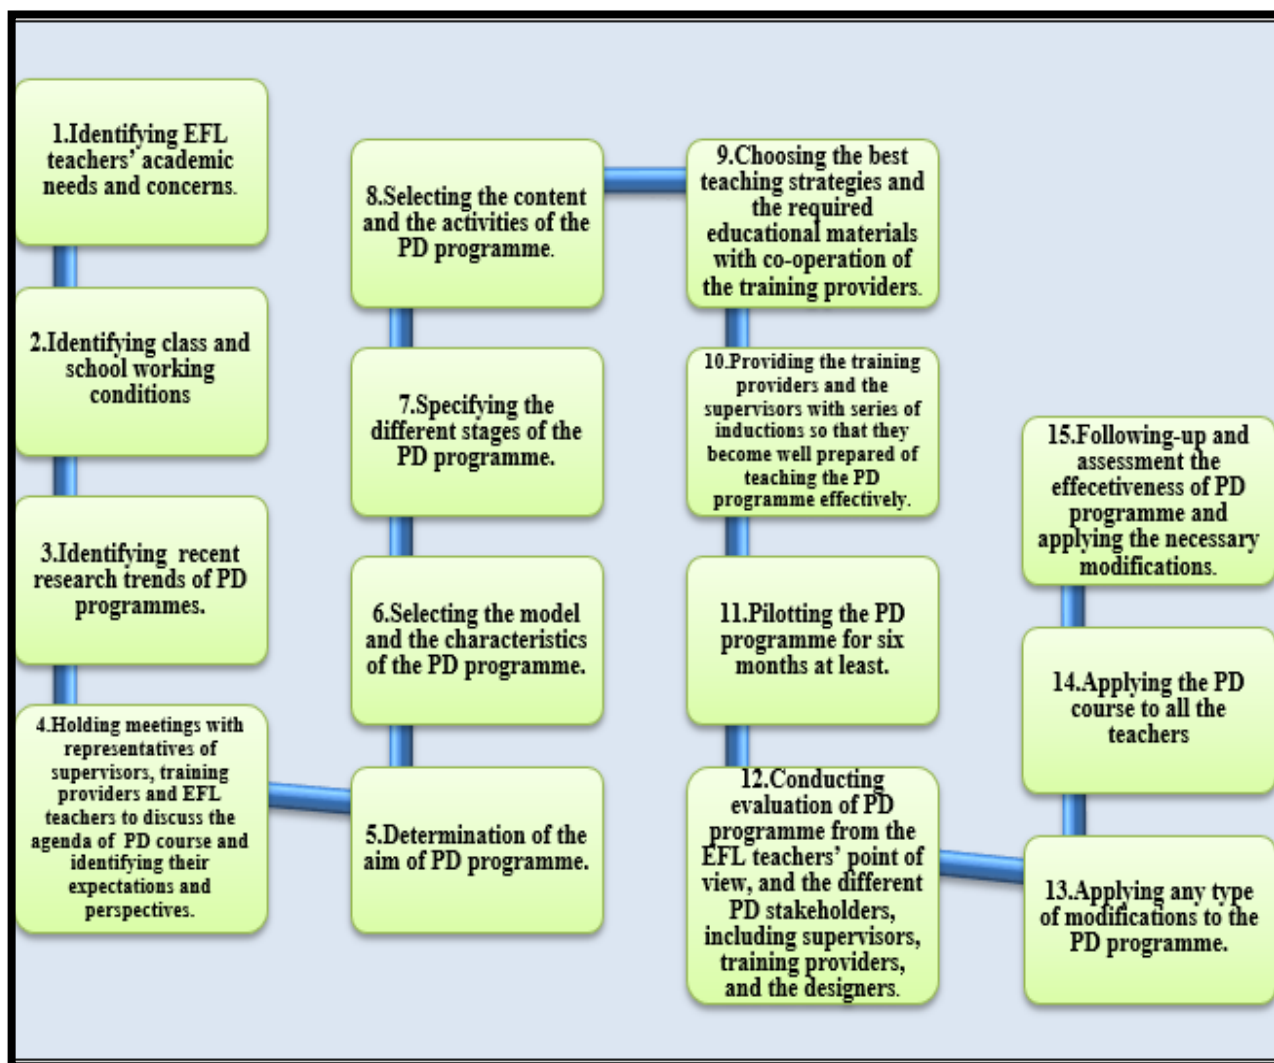 1.Identifying EFL
teachers’ academic
needs and concerns.
2.Identifying class and
school working
conditions
3.Identifying recent
research trends of PD
programmes.
4.Holding meetings with
representatives of
supervisors, training
providers and EFL
teachers to discuss the
agenda of PD course and
identifying their
expectations and
perspectives.
5.Determination of the
aim of PD programme.
6.Selecting the model
and the characteristics
of the PD programme.
7.Specifying the
different stages of the
PD programme.
8.Selecting the content
and the activities of the
PD programme.
9.Choosing the best
teaching strategies and
the required
educational materials
with co-operation of
the training providers.
10.Providing the training
providers and the
supervisors with series of
inductions so that they
become well prepared of
teaching the PD
programme effectively.
11.Pilotting the PD
programme for six
months at least.
12.Conducting
evaluation of PD
programme from the
EFL teachers’ point of
view, and the different
PD stakeholders,
including supervisors,
training providers,
and the designers.
13.Applying any type
of modifications to the
PD programme.
14.Applying the PD
course to all the
teachers
15.Following-up and
assessment the
effecetiveness of PD
programme and
applying the necessary
modifications.